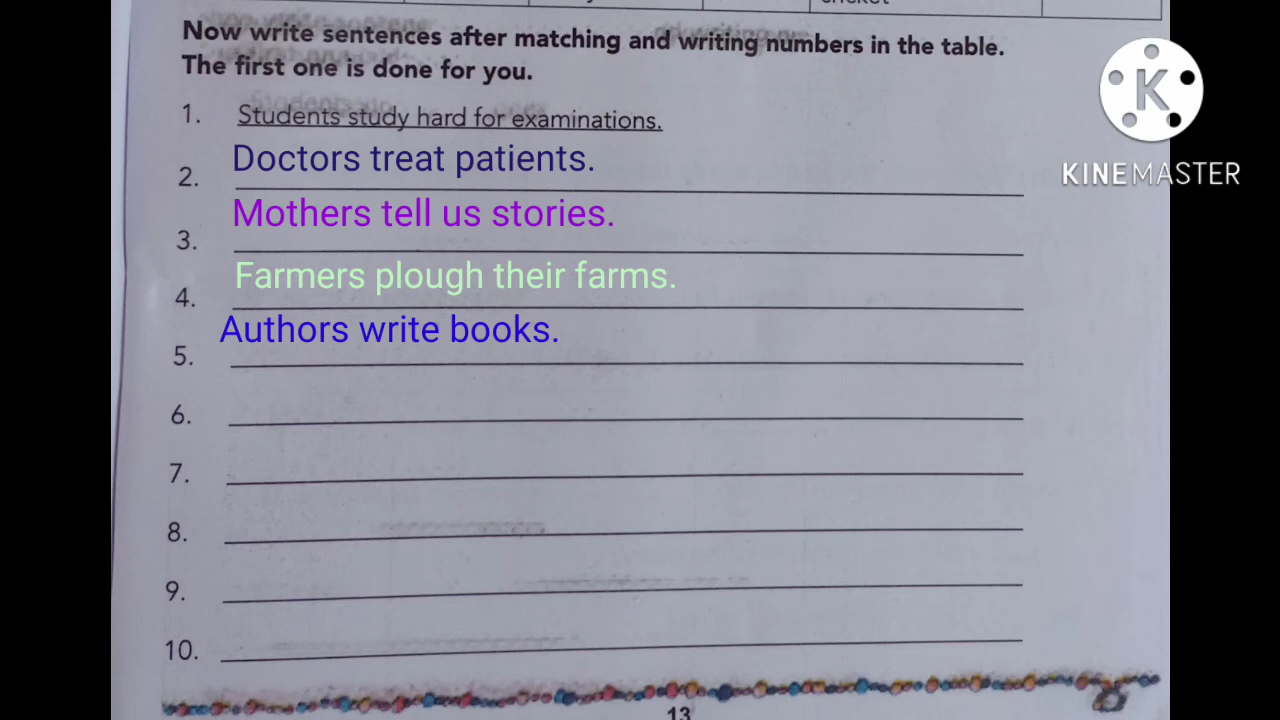 cricket
Now write sentences after matching and writing numbers in the table.
The first one is done for you.
1. Students study hard for examinations.
2. Doctors treat patients.
3. Mothers tell us stories.
4. Farmers plough their farms.
5. Authors write books.
6.
7.
8.
9.
10.
13
K
KINEMASTER